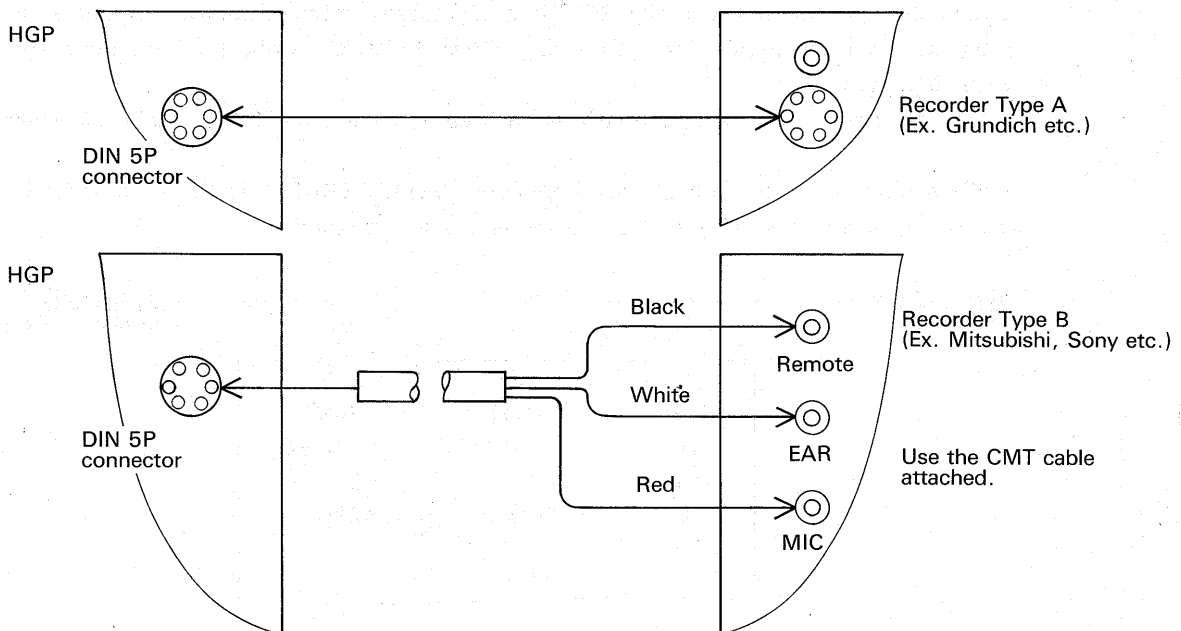 HGP
DIN 5P
connector
Recorder Type A
(Ex. Grundich etc.)
HGP
DIN 5P
connector
Black
White
Red
Remote
EAR
MIC
Recorder Type B
(Ex. Mitsubishi, Sony etc.)
Use the CMT cable
attached.